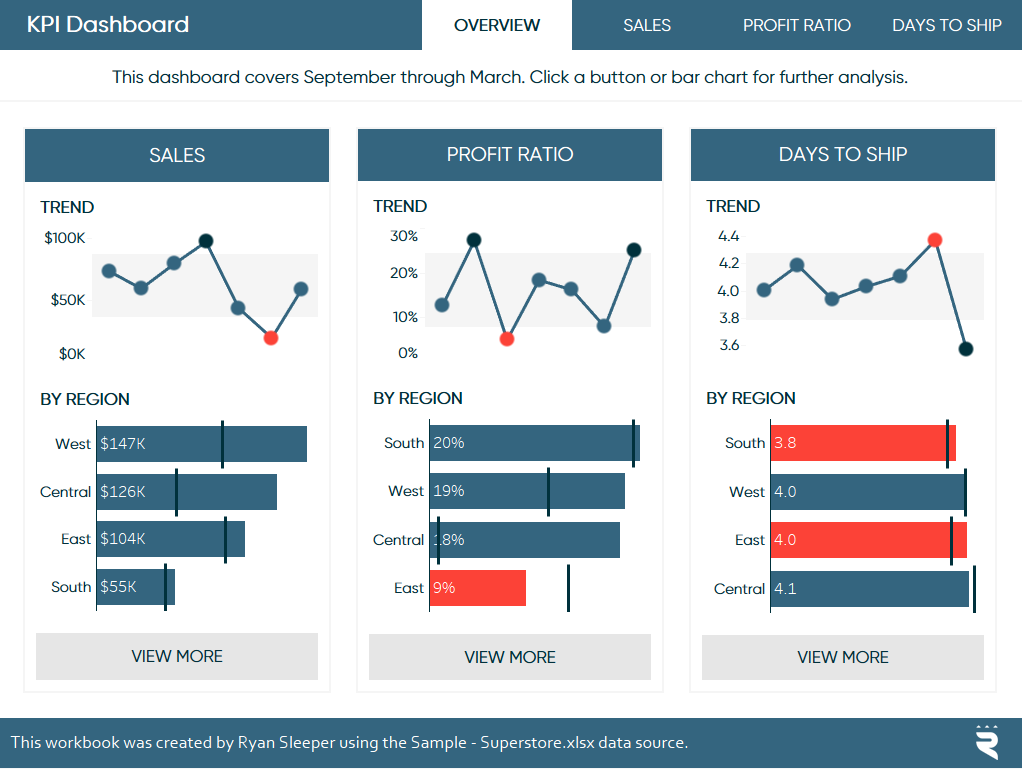 KPI Dashboard
OVERVIEW
SALES
PROFIT RATIO
DAYS TO SHIP
This dashboard covers September through March. Click a button or bar chart for further analysis.
SALES
TREND
$100K
$50K
$0K
BY REGION
West $147K
Central $126K
East $104K
South $55K
VIEW MORE
PROFIT RATIO
TREND
30%
20%
10%
0%
BY REGION
South 20%
West 19%
Central 18%
East 9%
VIEW MORE
DAYS TO SHIP
TREND
4.4
4.2
4.0
3.8
3.6
BY REGION
South 3.8
West 4.0
East 4.0
Central 4.1
VIEW MORE
This workbook was created by Ryan Sleeper using the Sample - Superstore.xlsx data source.